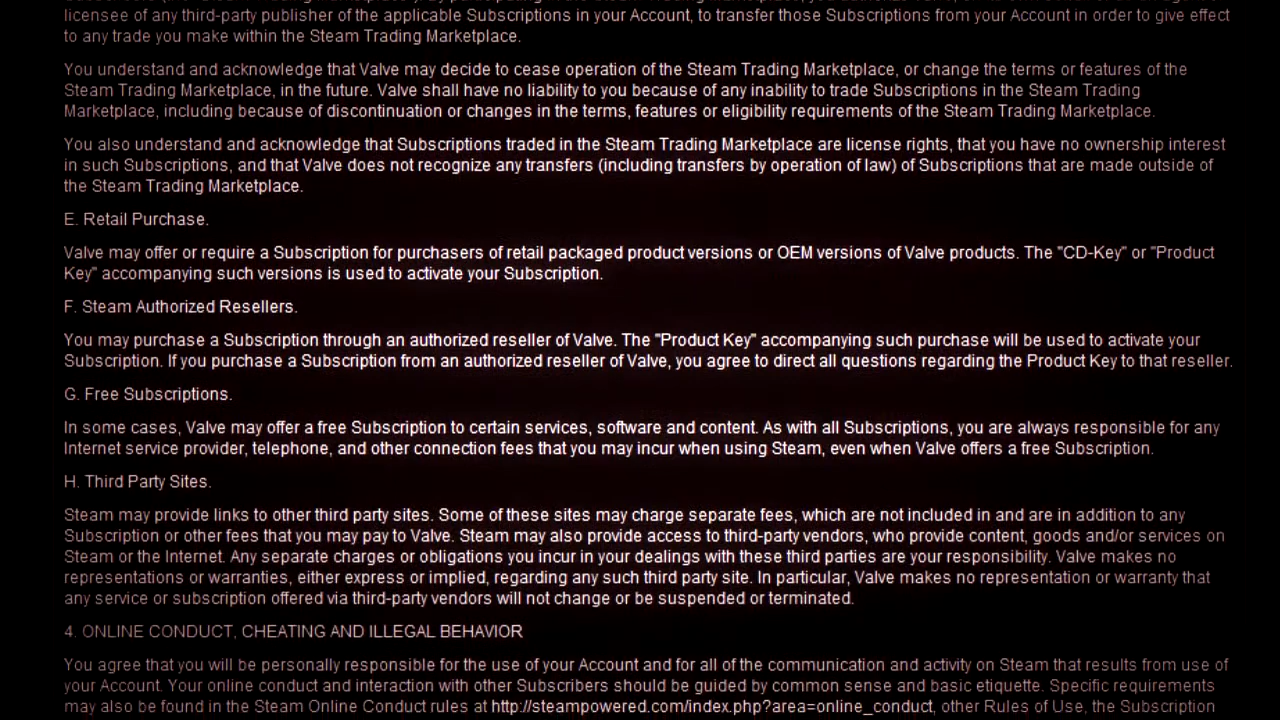 licensee of any third-party publisher of the applicable Subscriptions in your Account, to transfer those Subscriptions from your Account in order to give effect
to any trade you make within the Steam Trading Marketplace.
You understand and acknowledge that Valve may decide to cease operation of the Steam Trading Marketplace, or change the terms or features of the
Steam Trading Marketplace, in the future. Valve shall have no liability to you because of any inability to trade Subscriptions in the Steam Trading
Marketplace, including because of discontinuation or changes in the terms, features or eligibility requirements of the Steam Trading Marketplace.
You also understand and acknowledge that Subscriptions traded in the Steam Trading Marketplace are license rights, that you have no ownership interest
in such Subscriptions, and that Valve does not recognize any transfers (including transfers by operation of law) of Subscriptions that are made outside of
the Steam Trading Marketplace.
E. Retail Purchase.
Valve may offer or require a Subscription for purchasers of retail packaged product versions or OEM versions of Valve products. The "CD-Key" or "Product
Key" accompanying such versions is used to activate your Subscription.
F. Steam Authorized Resellers.
You may purchase a Subscription through an authorized reseller of Valve. The "Product Key" accompanying such purchase will be used to activate your
Subscription. If you purchase a Subscription from an authorized reseller of Valve, you agree to direct all questions regarding the Product Key to that reseller.
G. Free Subscriptions.
In some cases, Valve may offer a free Subscription to certain services, software and content. As with all Subscriptions, you are always responsible for any
Internet service provider, telephone, and other connection fees that you may incur when using Steam, even when Valve offers a free Subscription.
H. Third Party Sites.
Steam may provide links to other third party sites. Some of these sites may charge separate fees, which are not included in and are in addition to any
Subscription or other fees that you may pay to Valve. Steam may also provide access to third-party vendors, who provide content, goods and/or services on
Steam or the Internet. Any separate charges or obligations you incur in your dealings with these third parties are your responsibility. Valve makes no
representations or warranties, either express or implied, regarding any such third party site. In particular, Valve makes no representation or warranty that
any service or subscription offered via third-party vendors will not change or be suspended or terminated.
4. ONLINE CONDUCT, CHEATING AND ILLEGAL BEHAVIOR
You agree that you will be personally responsible for the use of your Account and for all of the communication and activity on Steam that results from use of
your Account. Your online conduct and interaction with other Subscribers should be guided by common sense and basic etiquette. Specific requirements
may also be found in the Steam Online Conduct rules at http://steampowered.com/index.php?area=online_conduct, other Rules of Use, the Subscription